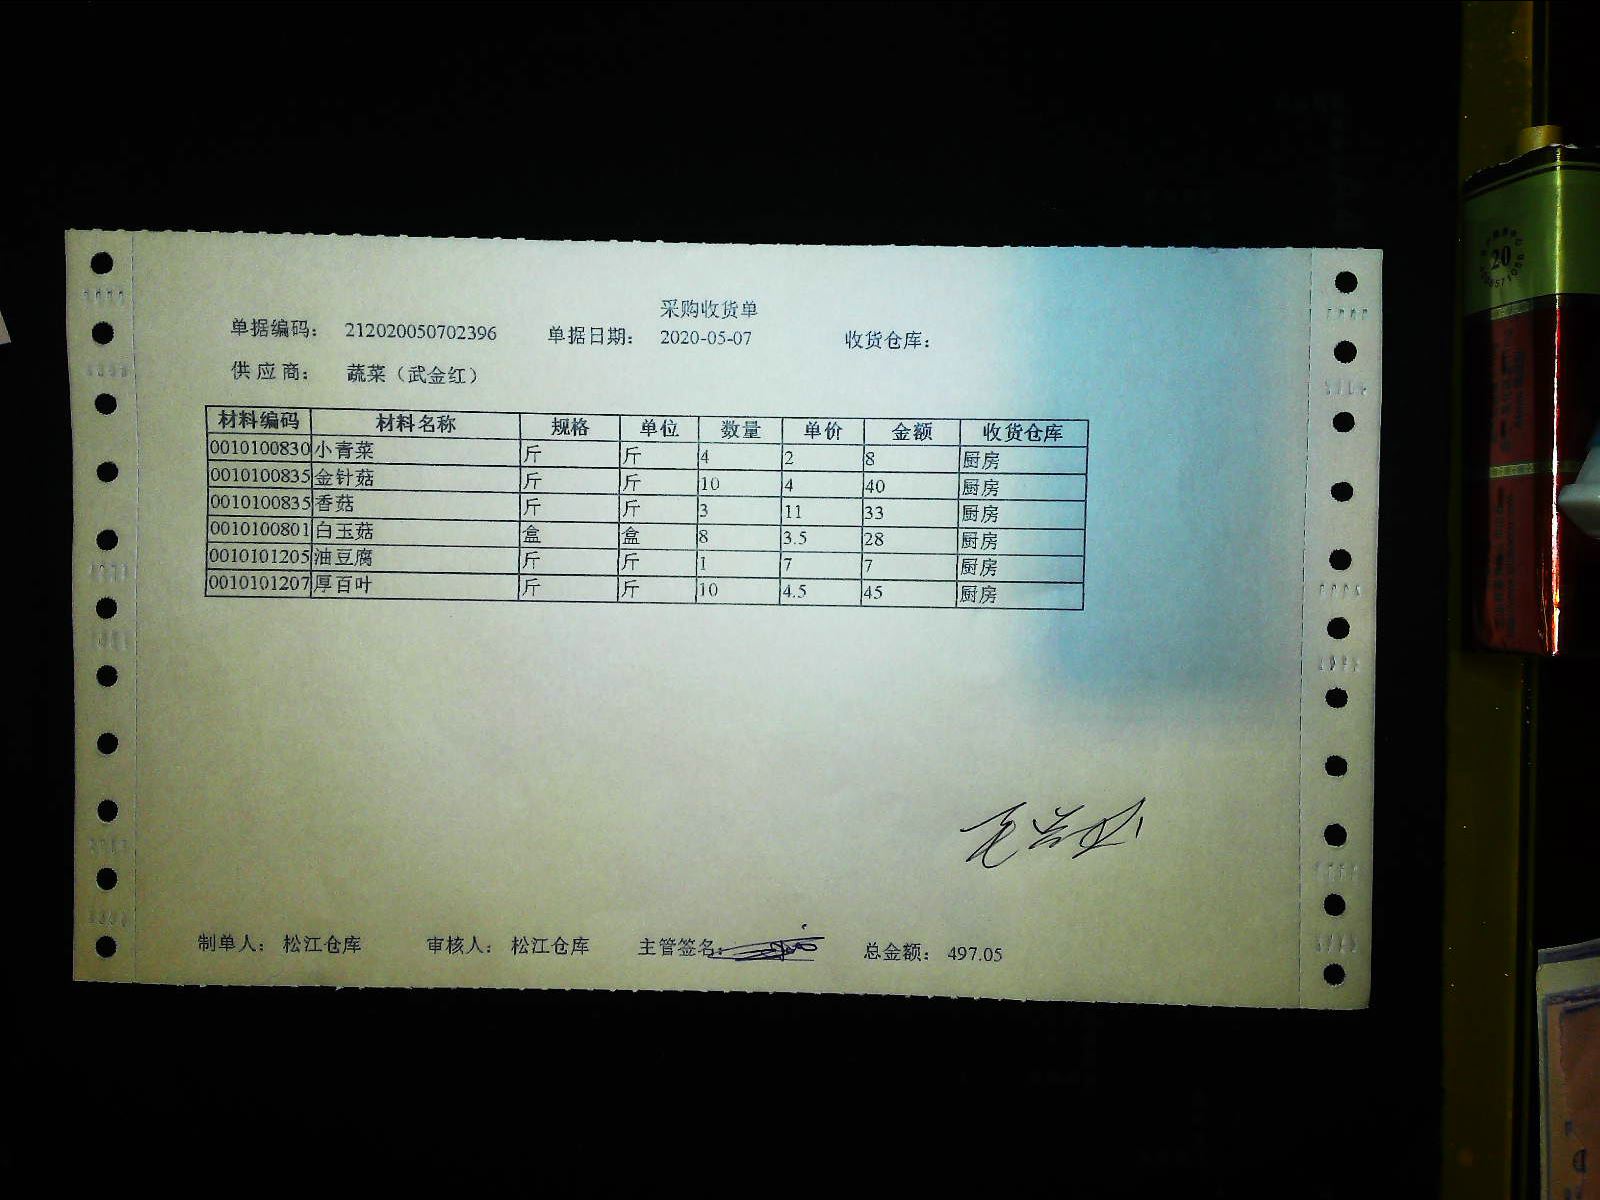 采购收货单
单据编码: 212020050702396 单据日期: 2020-05-07 收货仓库:
供应商: 蔬菜（武金红）
材料编码 材料名称 规格 单位 数量 单价 金额 收货仓库
0010100830 小青菜 斤 斤 4 2 8 厨房
0010100835 金针菇 斤 斤 10 4 40 厨房
0010100835 香菇 斤 斤 3 11 33 厨房
0010100801 白玉菇 盒 盒 8 3.5 28 厨房
0010101205 油豆腐 斤 斤 1 7 7 厨房
0010101207 厚百叶 斤 斤 10 4.5 45 厨房
制单人: 松江仓库 审核人: 松江仓库 主管签名: 总金额: 497.05
20